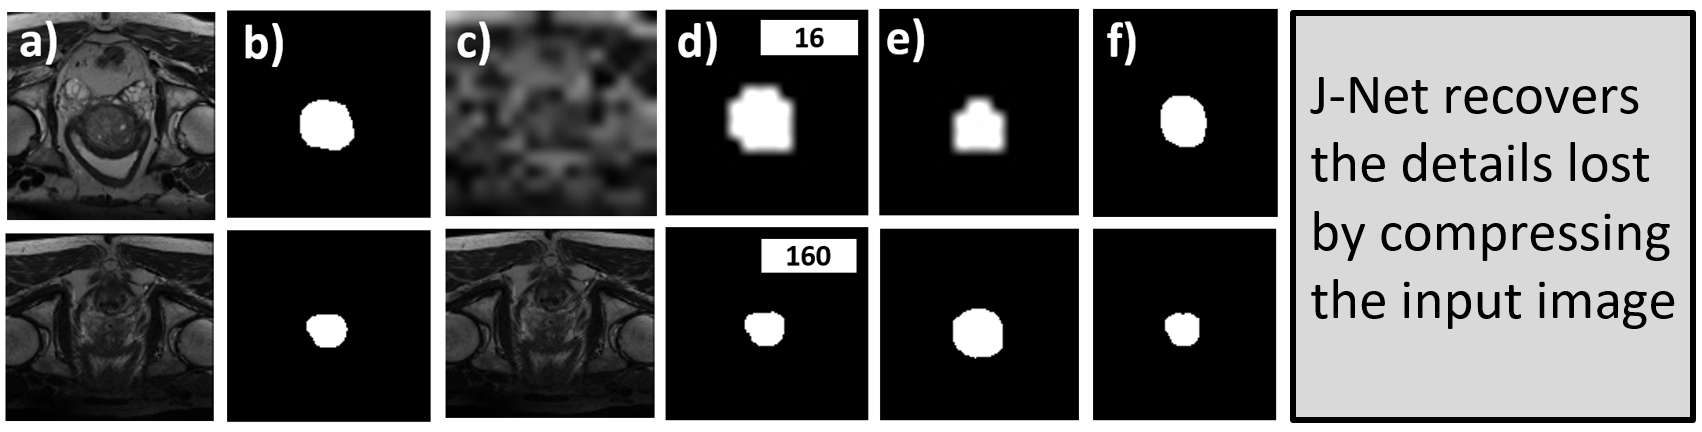 a)
b)
c)
d)
16
e)
f)
160
J-Net recovers
the details lost
by compressing
the input image